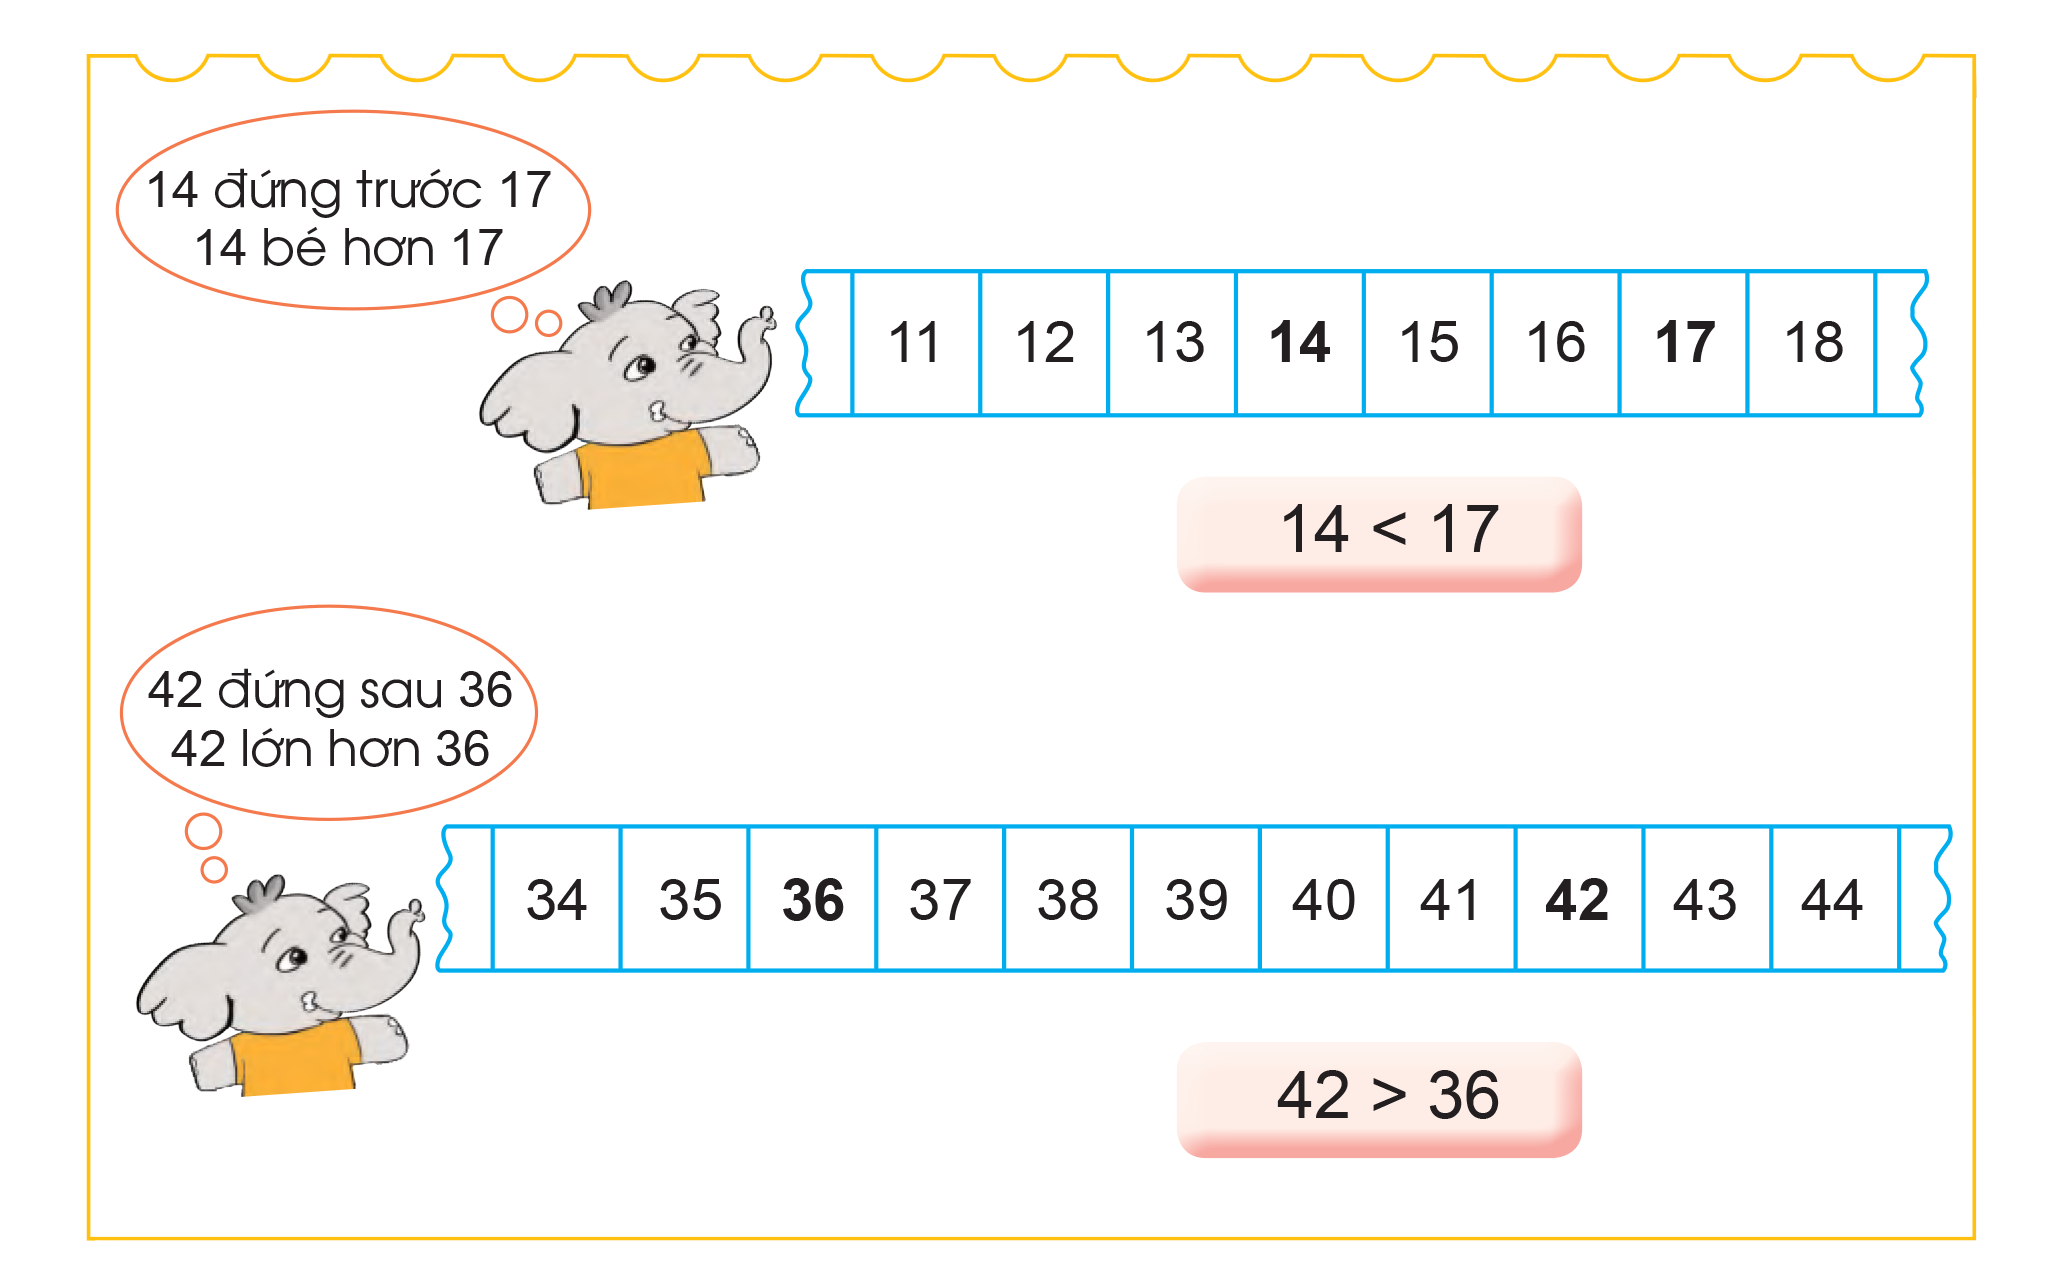 14 đứng trước 17
14 bé hơn 17
11 12 13 14 15 16 17 18
14 < 17
42 đứng sau 36
42 lớn hơn 36
34 35 36 37 38 39 40 41 42 43 44
42 > 36